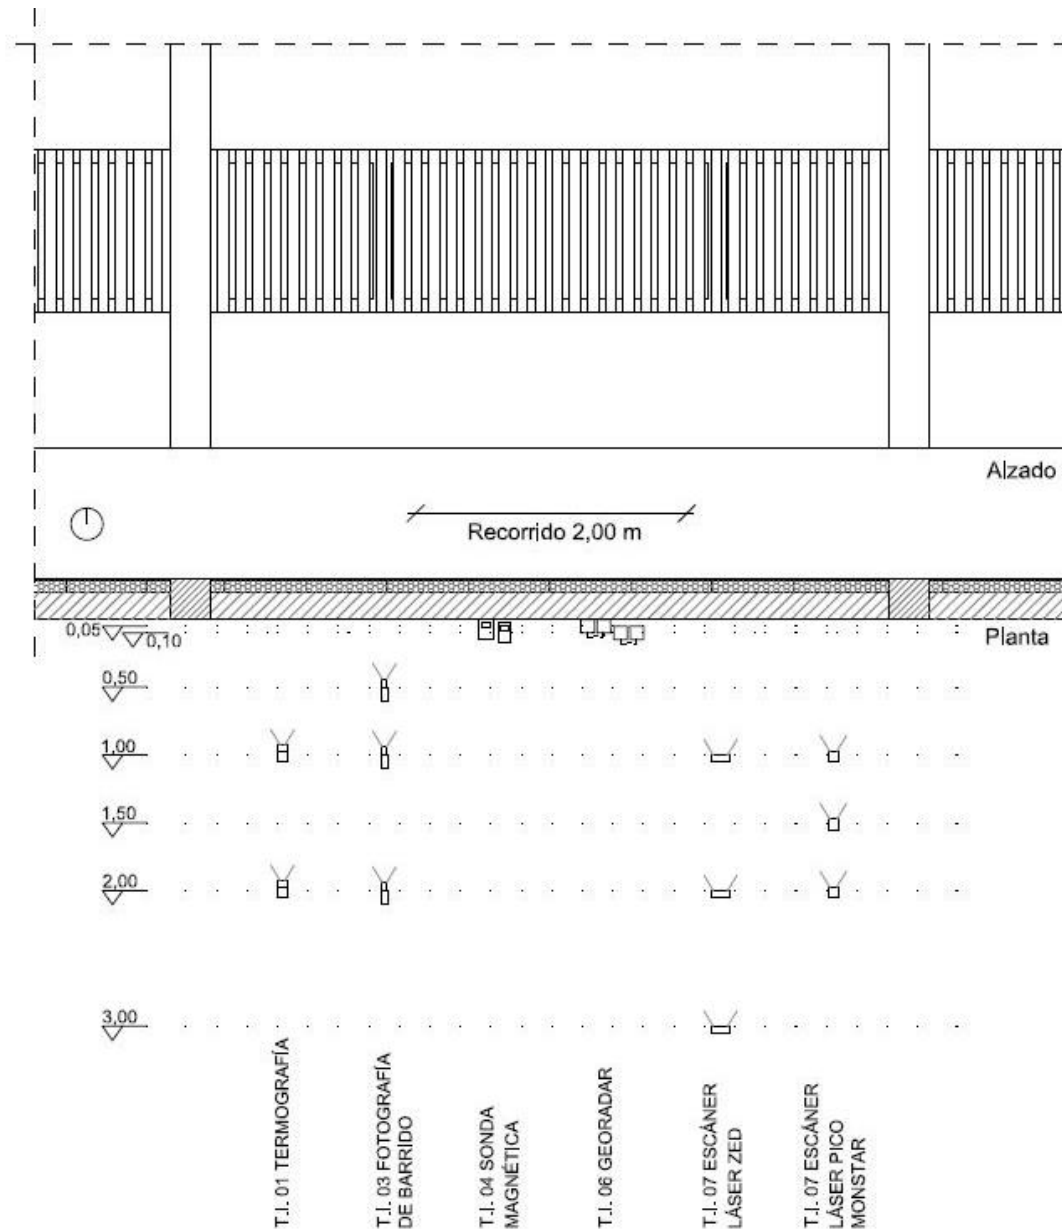 Alzado
Recorrido 2,00 m
0,05
0,10
Planta
0,50
1,00
1,50
2,00
3,00
T.I. 01 TERMOGRAFÍA
T.I. 03 FOTOGRAFÍA
DE BARRIDO
T.I. 04 SONDA
MAGNÉTICA
T.I. 06 GEORADAR
T.I. 07 ESCÁNER
LÁSER ZED
T.I. 07 ESCÁNER
LÁSER PICO
MONSTAR